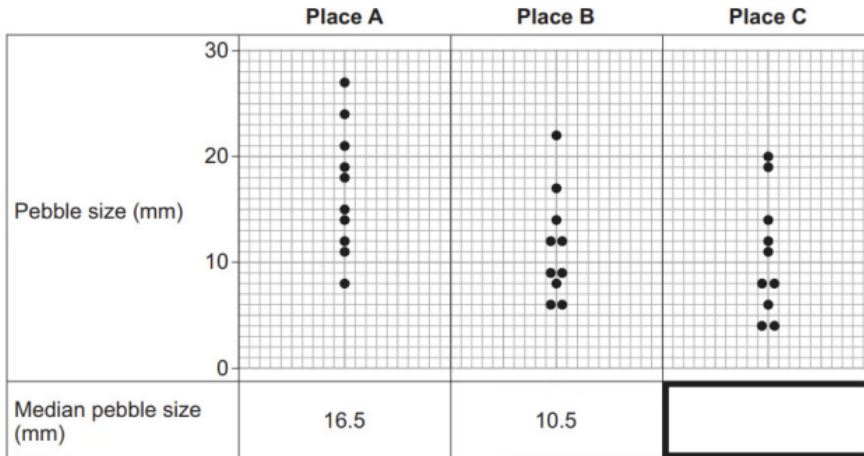 Place A Place B Place C
30
20
Pebble size (mm)
10
0
Median pebble size
(mm)
16.5 10.5